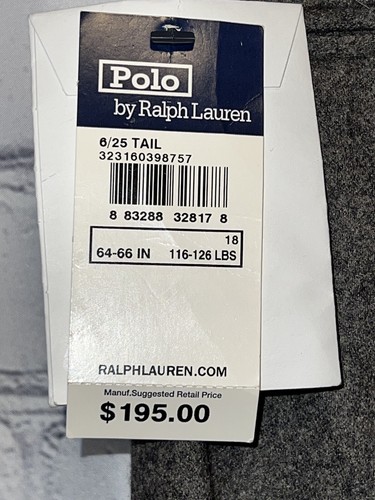 Polo
by Ralph Lauren
6/25 TAIL
323160398757
8 83288 32817 8
18
64-66 IN 116-126 LBS
RALPHLAUREN.COM
Manuf.Suggested Retail Price
$195.00